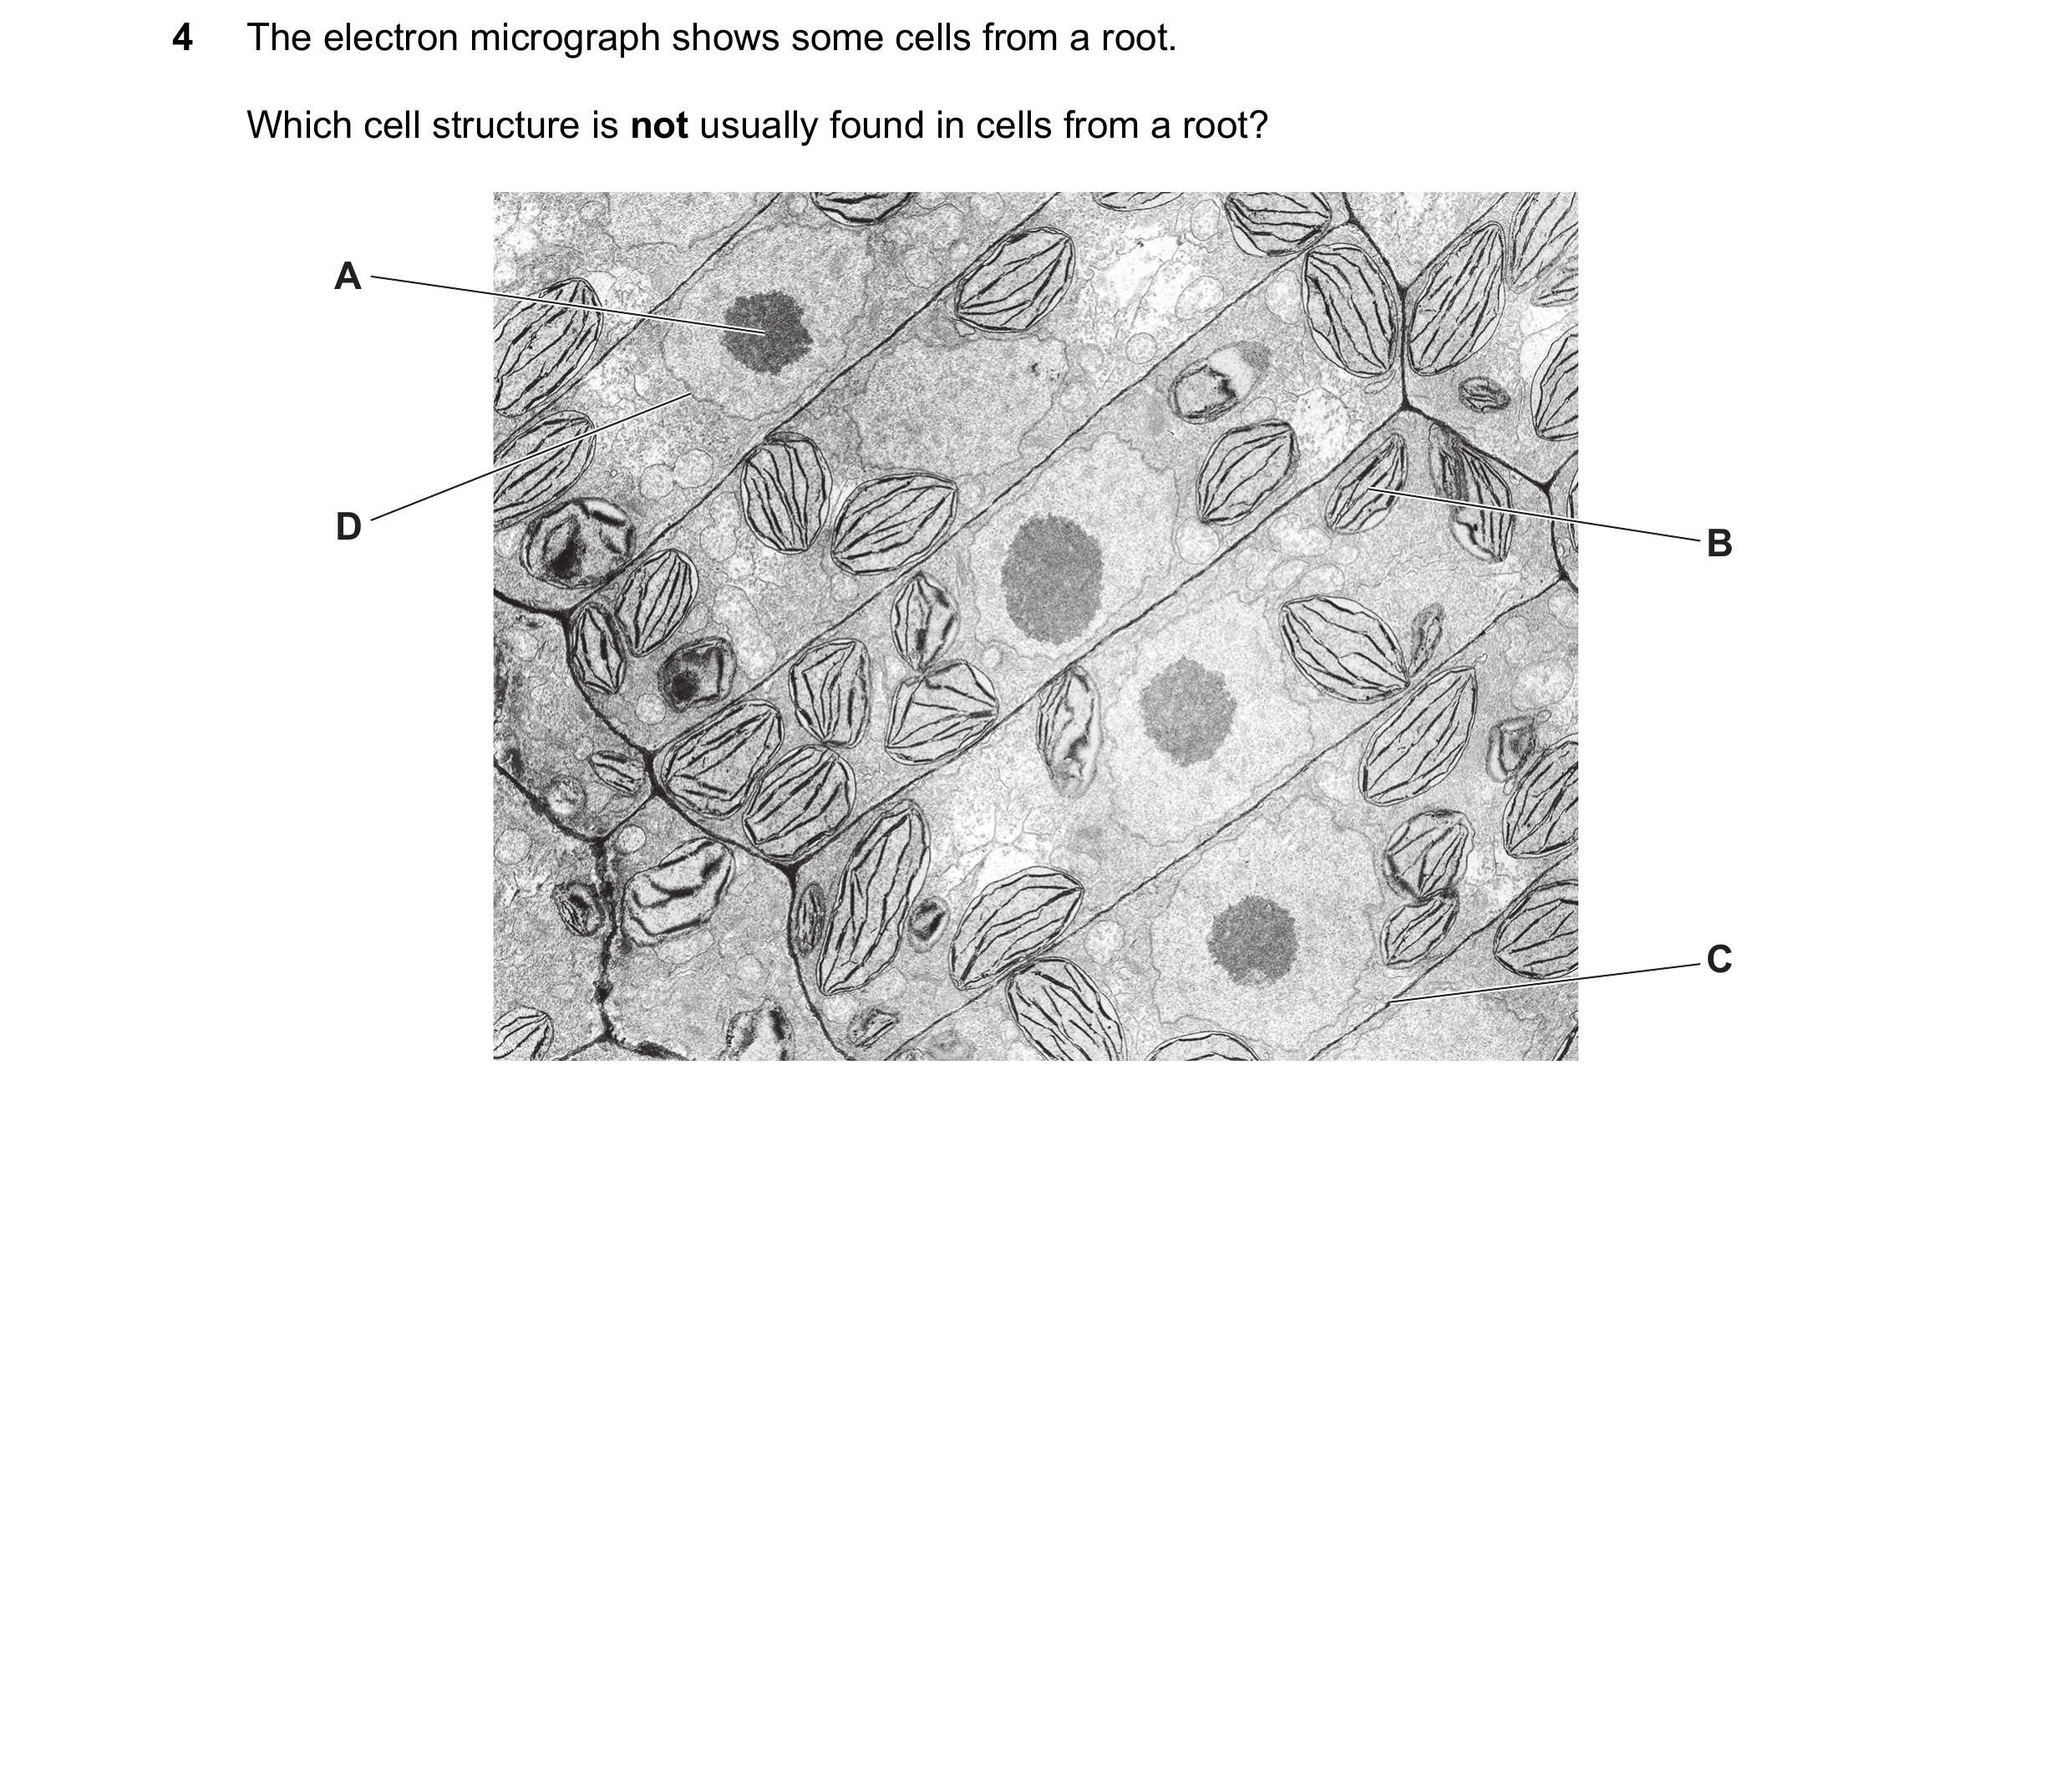 4 The electron micrograph shows some cells from a root.
Which cell structure is not usually found in cells from a root?
A
D
B
C